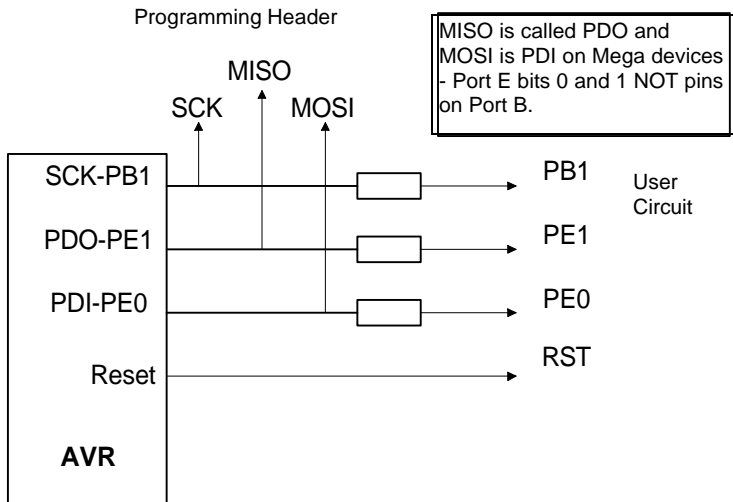 Programming Header
MISO is called PDO and
MOSI is PDI on Mega devices
- Port E bits 0 and 1 NOT pins
on Port B.
MISO
SCK
MOSI
SCK-PB1
PB1
User
Circuit
PDO-PE1
PE1
PDI-PE0
PE0
Reset
RST
AVR